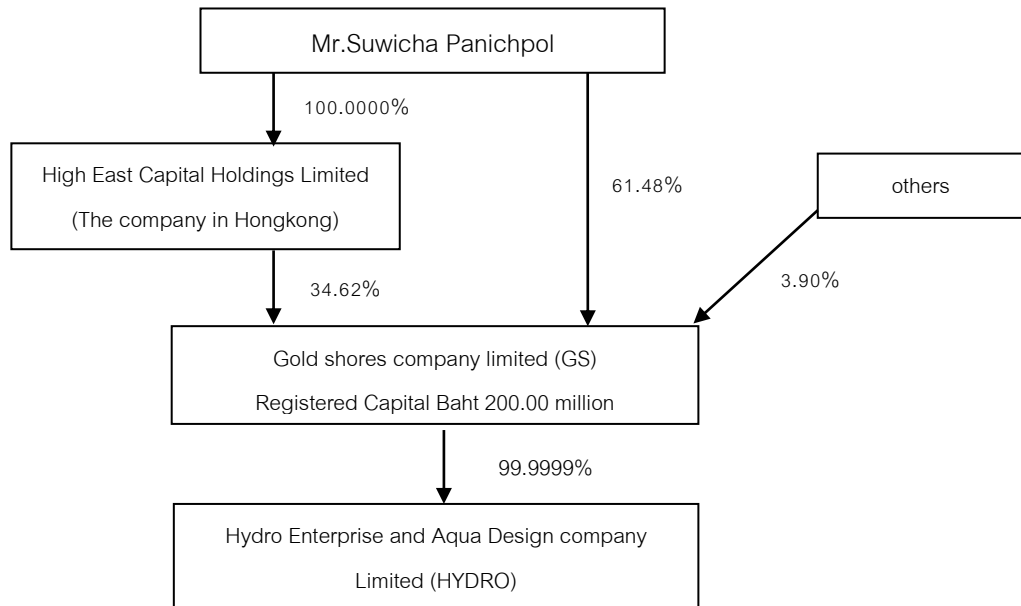 Mr.Suwicha Panichpol
100.0000%
High East Capital Holdings Limited
(The company in Hongkong)
61.48%
others
34.62%
3.90%
Gold shores company limited (GS)
Registered Capital Baht 200.00 million
99.9999%
Hydro Enterprise and Aqua Design company
Limited (HYDRO)